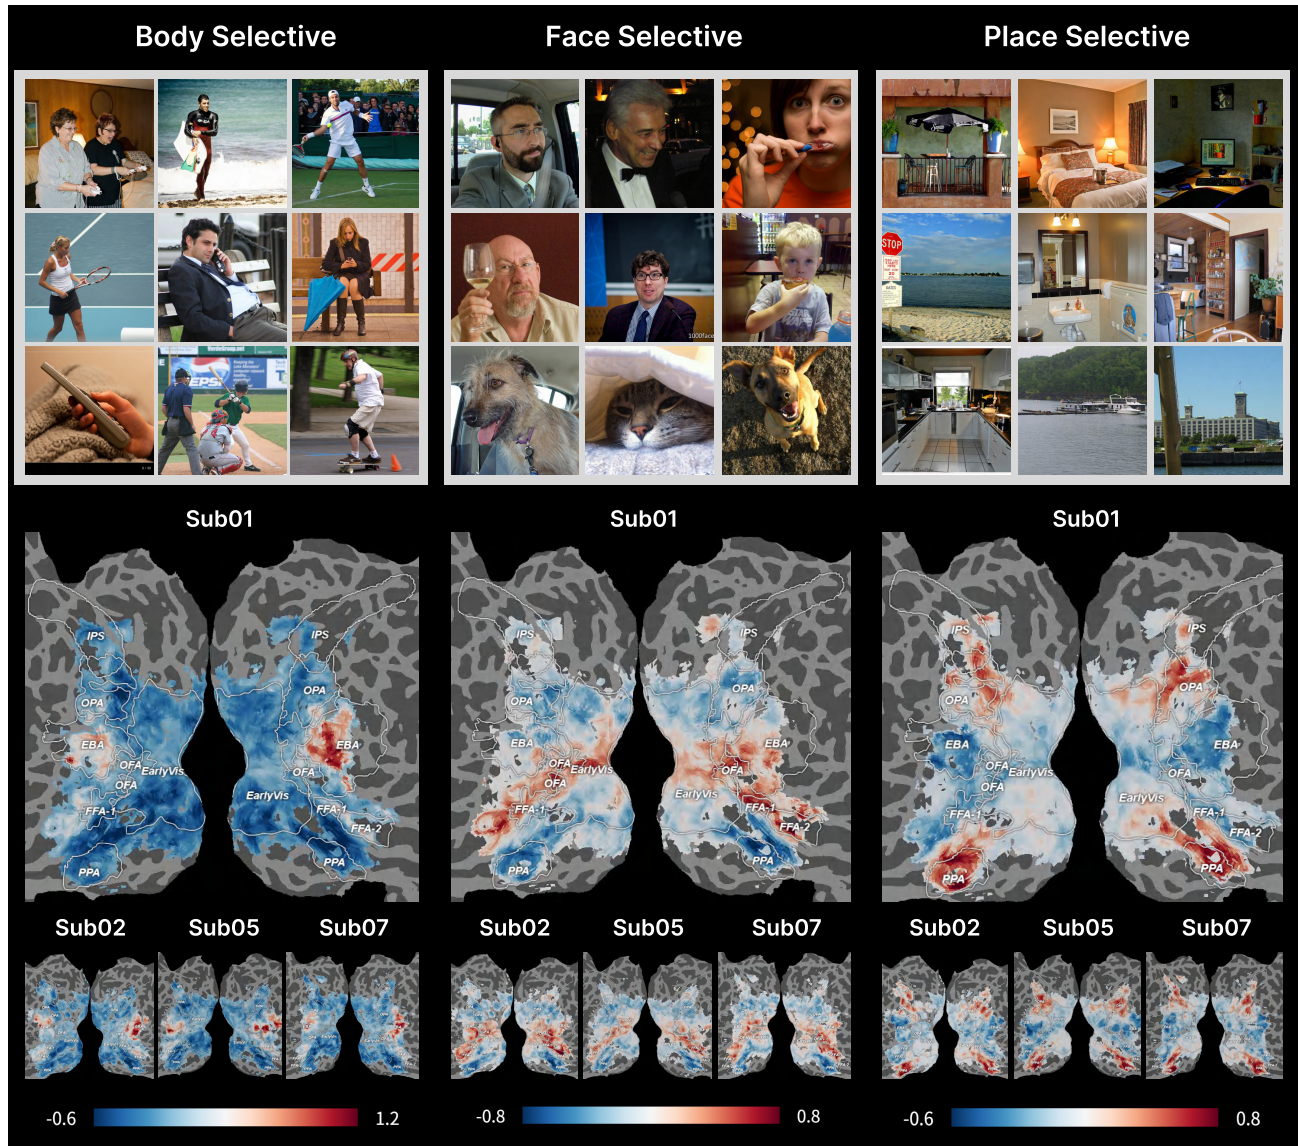 Body Selective
Face Selective
Place Selective
STOP
PEPSI
1000face
Sub01
Sub01
Sub01
IPS
IPS
OPA
OPA
EBA
EBA
OFA
EarlyVis
OFA
OFA
EarlyVis
FFA-1
FFA-1
FFA-2
PPA
PPA
IPS
IPS
OPA
OPA
EBA
EBA
OFA
EarlyVis
OFA
OFA
EarlyVis
FFA-1
FFA-1
FFA-2
PPA
PPA
IPS
IPS
OPA
OPA
EBA
EBA
OFA
EarlyVis
OFA
OFA
EarlyVis
FFA-1
FFA-1
FFA-2
PPA
PPA
Sub02
Sub05
Sub07
Sub02
Sub05
Sub07
Sub02
Sub05
Sub07
-0.6
1.2
-0.8
0.8
-0.6
0.8